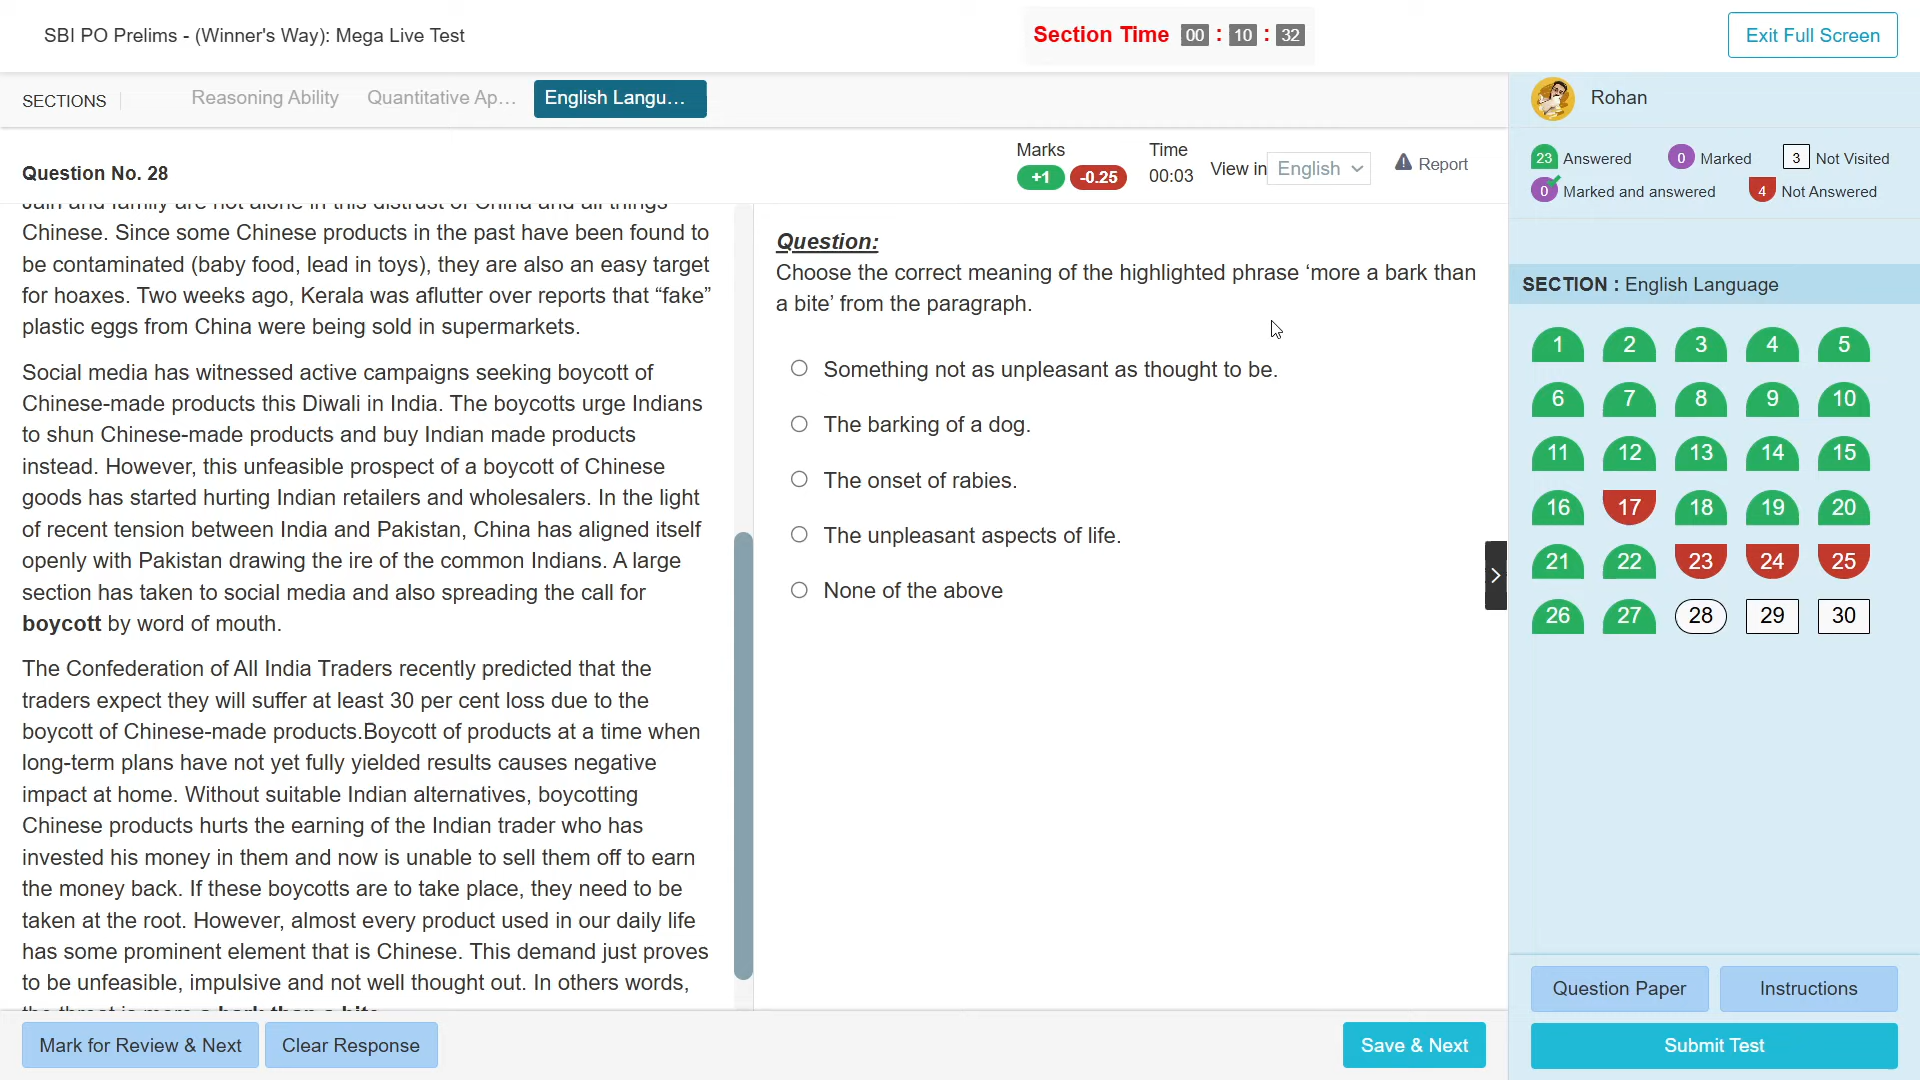 SBI PO Prelims - (Winner's Way): Mega Live Test
Section Time 00 : 10 : 32
Exit Full Screen
SECTIONS
Reasoning Ability
Quantitative Ap...
English Langu...
Rohan
23 Answered
0 Marked
3 Not Visited
0 Marked and answered
4 Not Answered
Question No. 28
Marks
+1 -0.25
Time
00:03
View in English
Report
Jain and family are not alone in this distrust of China and all things
Chinese. Since some Chinese products in the past have been found to
be contaminated (baby food, lead in toys), they are also an easy target
for hoaxes. Two weeks ago, Kerala was aflutter over reports that “fake”
plastic eggs from China were being sold in supermarkets.
Social media has witnessed active campaigns seeking boycott of
Chinese-made products this Diwali in India. The boycotts urge Indians
to shun Chinese-made products and buy Indian made products
instead. However, this unfeasible prospect of a boycott of Chinese
goods has started hurting Indian retailers and wholesalers. In the light
of recent tension between India and Pakistan, China has aligned itself
openly with Pakistan drawing the ire of the common Indians. A large
section has taken to social media and also spreading the call for
boycott by word of mouth.
The Confederation of All India Traders recently predicted that the
traders expect they will suffer at least 30 per cent loss due to the
boycott of Chinese-made products.Boycott of products at a time when
long-term plans have not yet fully yielded results causes negative
impact at home. Without suitable Indian alternatives, boycotting
Chinese products hurts the earning of the Indian trader who has
invested his money in them and now is unable to sell them off to earn
the money back. If these boycotts are to take place, they need to be
taken at the root. However, almost every product used in our daily life
has some prominent element that is Chinese. This demand just proves
to be unfeasible, impulsive and not well thought out. In others words,
the threat is more a bark than a bite.
Question:
Choose the correct meaning of the highlighted phrase ‘more a bark than
a bite’ from the paragraph.
Something not as unpleasant as thought to be.
The barking of a dog.
The onset of rabies.
The unpleasant aspects of life.
None of the above
SECTION : English Language
1 2 3 4 5
6 7 8 9 10
11 12 13 14 15
16 17 18 19 20
21 22 23 24 25
26 27 28 29 30
Mark for Review & Next
Clear Response
Save & Next
Question Paper
Instructions
Submit Test